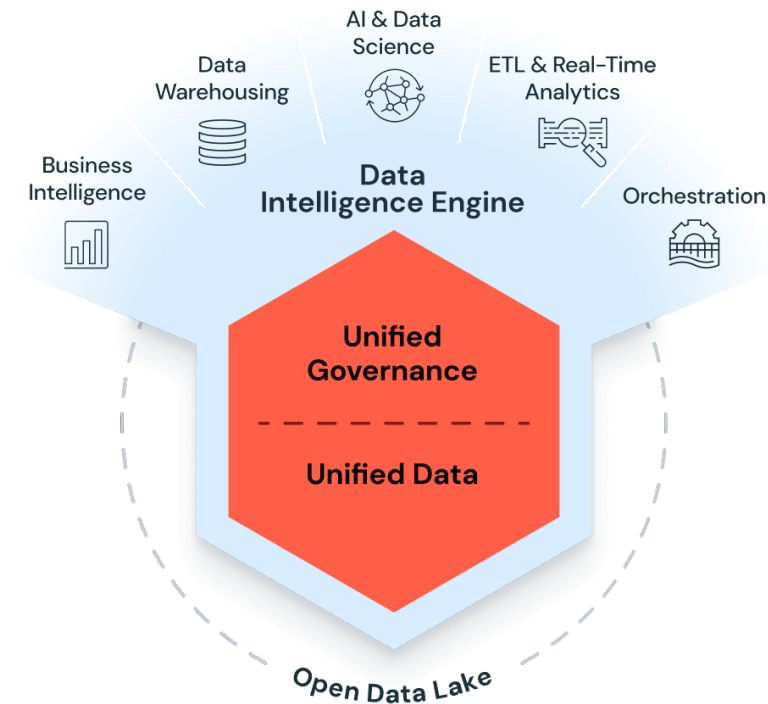 AI & Data
Science
Data
Warehousing
ETL & Real-Time
Analytics
Business
Intelligence
Orchestration
Data
Intelligence Engine
Unified
Governance
Unified Data
Open Data Lake